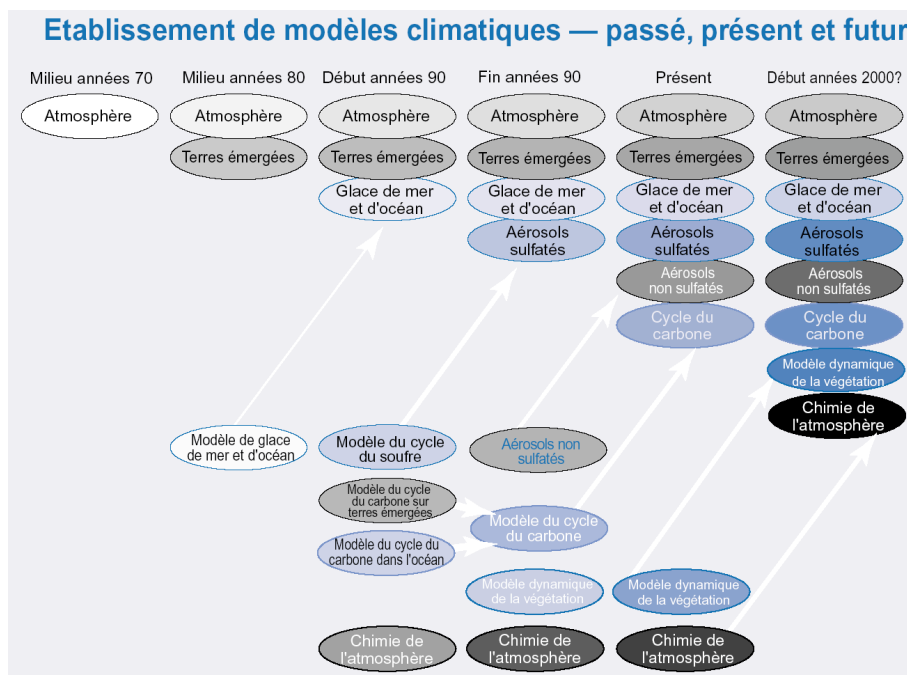 Etablissement de modèles climatiques — passé, présent et futur
Milieu années 70
Milieu années 80
Début années 90
Fin années 90
Présent
Début années 2000?
Atmosphère
Atmosphère
Atmosphère
Atmosphère
Atmosphère
Atmosphère
Terres émergées
Terres émergées
Terres émergées
Terres émergées
Terres émergées
Glace de mer
et d'océan
Glace de mer
et d'océan
Glace de mer
et d'océan
Glace de mer
et d'océan
Aérosols
sulfatés
Aérosols
sulfatés
Aérosols
sulfatés
Aérosols
non sulfatés
Aérosols
non sulfatés
Cycle du
carbone
Cycle du
carbone
Modèle dynamique
de la végétation
Chimie de
l'atmosphère
Modèle de glace
de mer et d'océan
Modèle du cycle
du soufre
Aérosols non
sulfatés
Modèle du cycle
du carbone sur
terres émergées
Modèle du cycle
du carbone
Modèle du cycle du
carbone dans l'océan
Modèle dynamique
de la végétation
Modèle dynamique
de la végétation
Chimie de
l'atmosphère
Chimie de
l'atmosphère
Chimie de
l'atmosphère